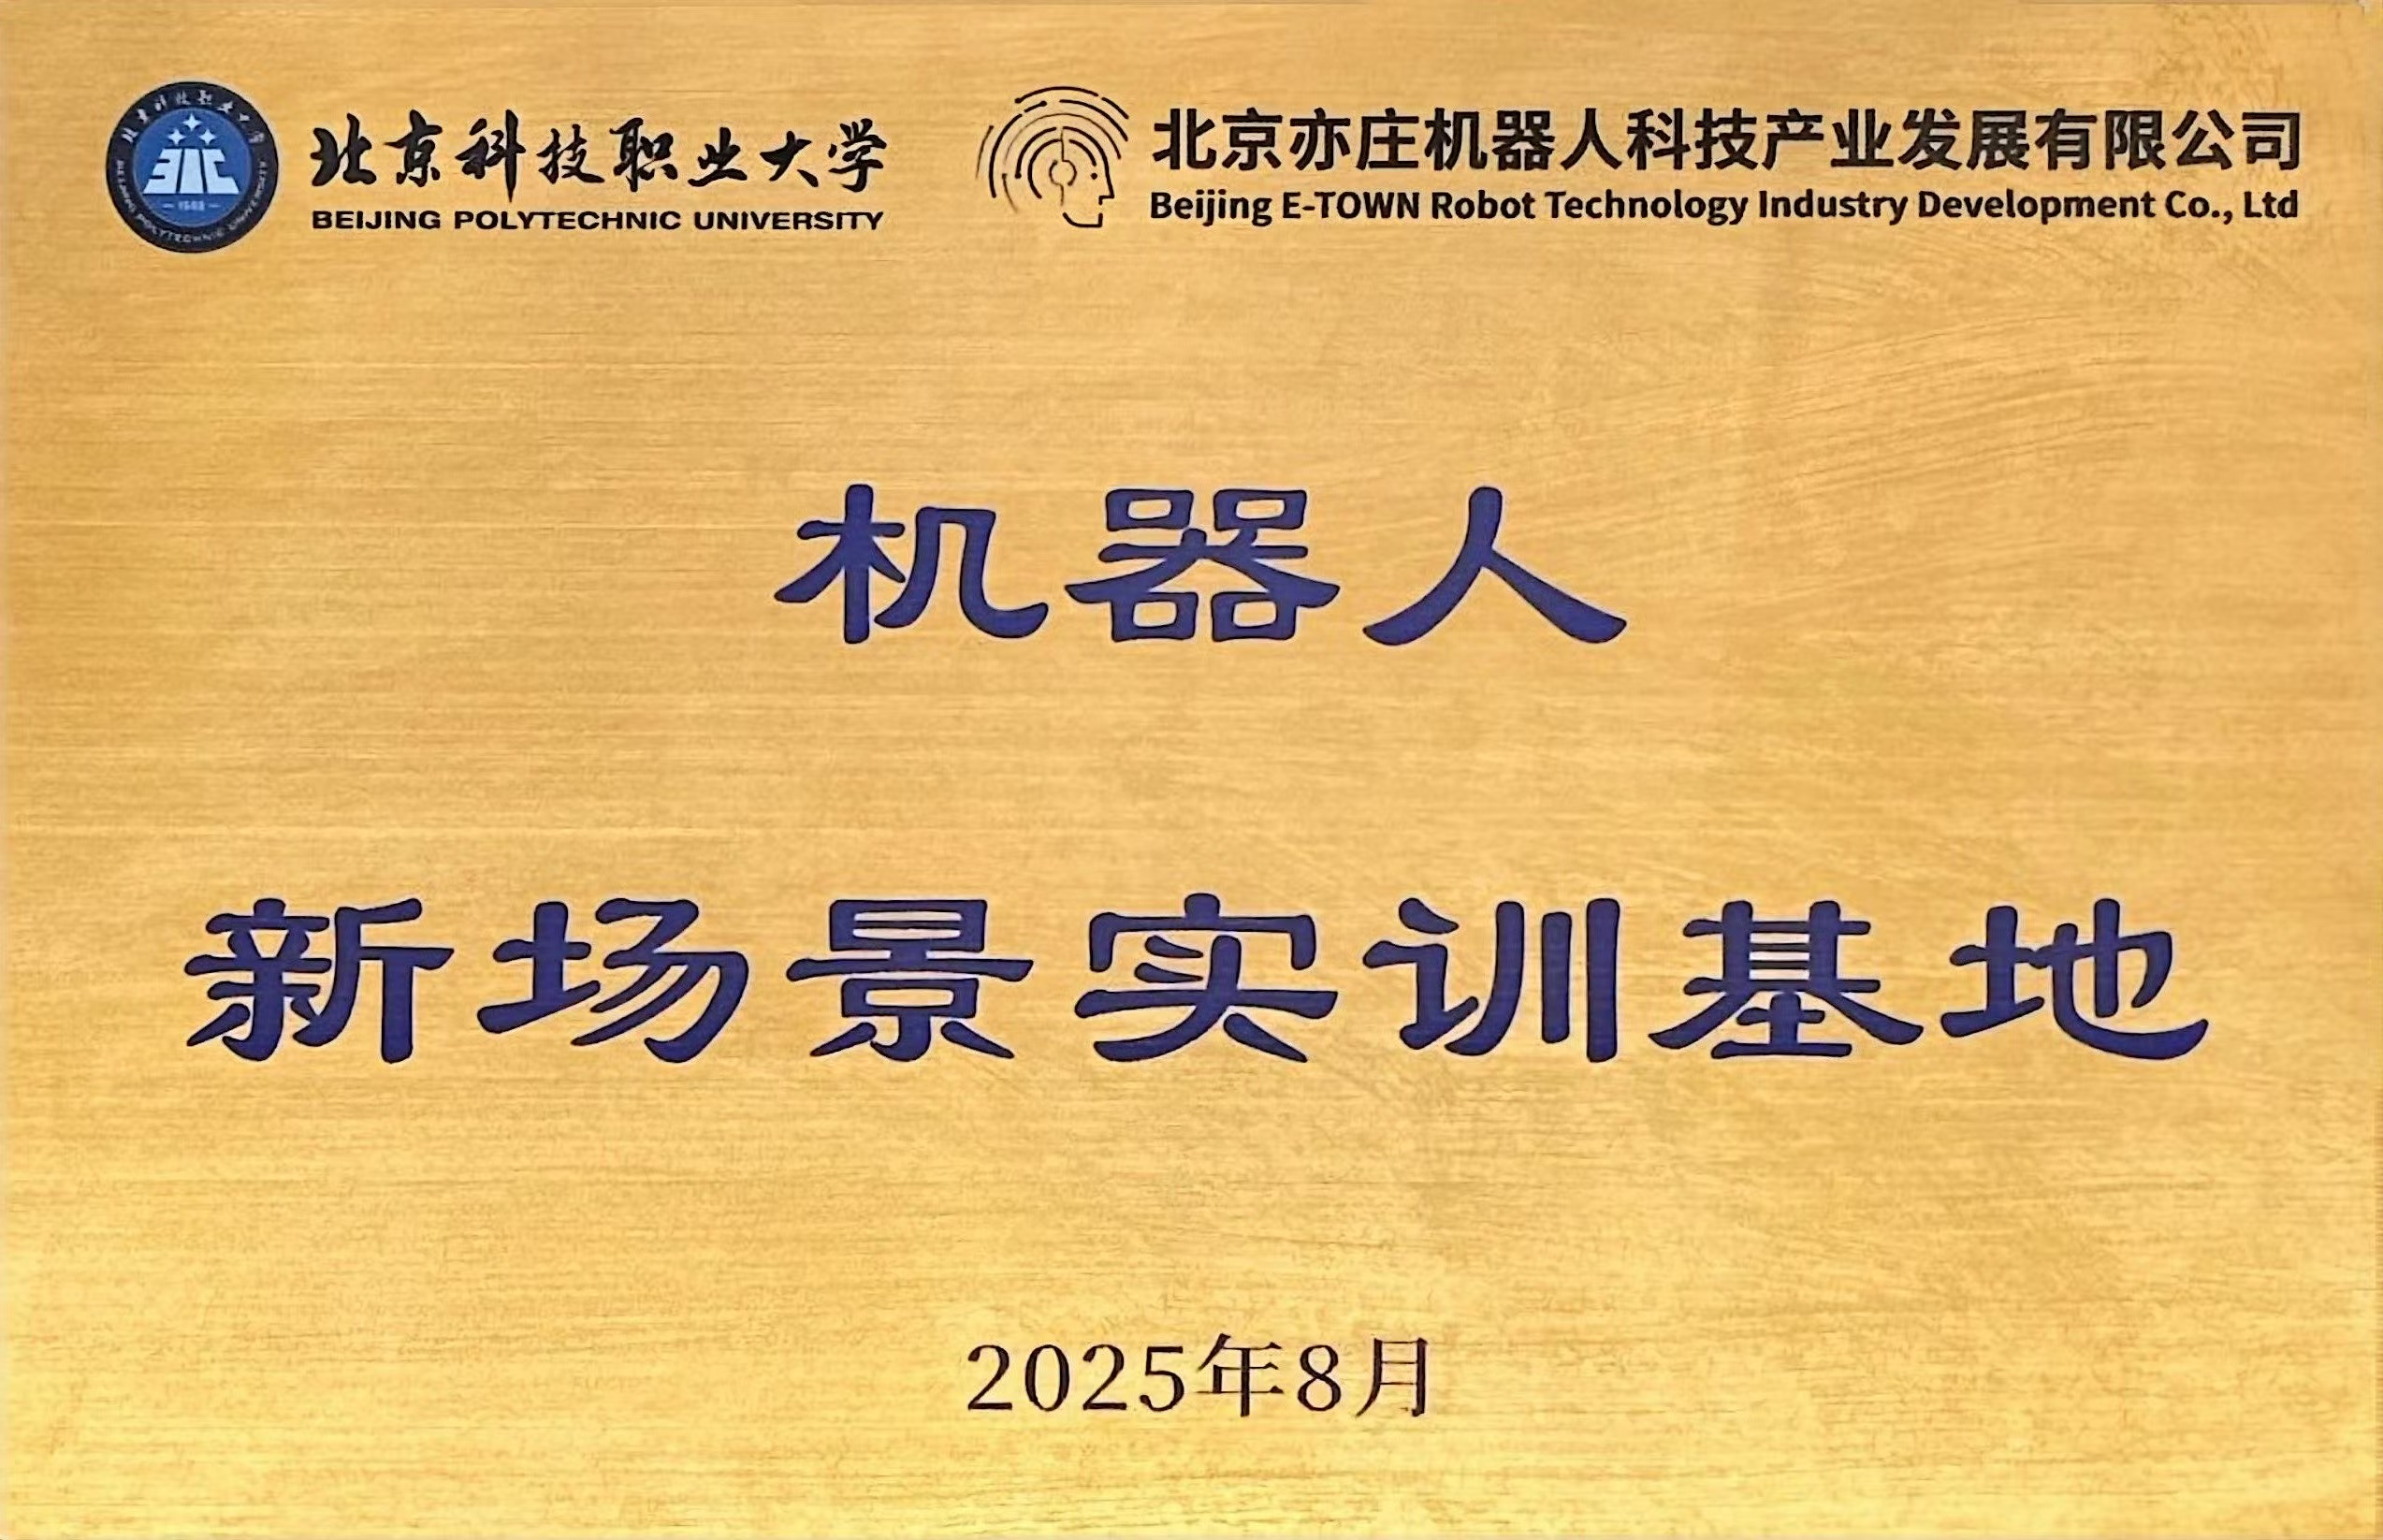 北京科技职业大学
BEIJING POLYTECHNIC UNIVERSITY
北京亦庄机器人科技产业发展有限公司
Beijing E-TOWN Robot Technology Industry Development Co., Ltd
机器人
新场景实训基地
2025年8月